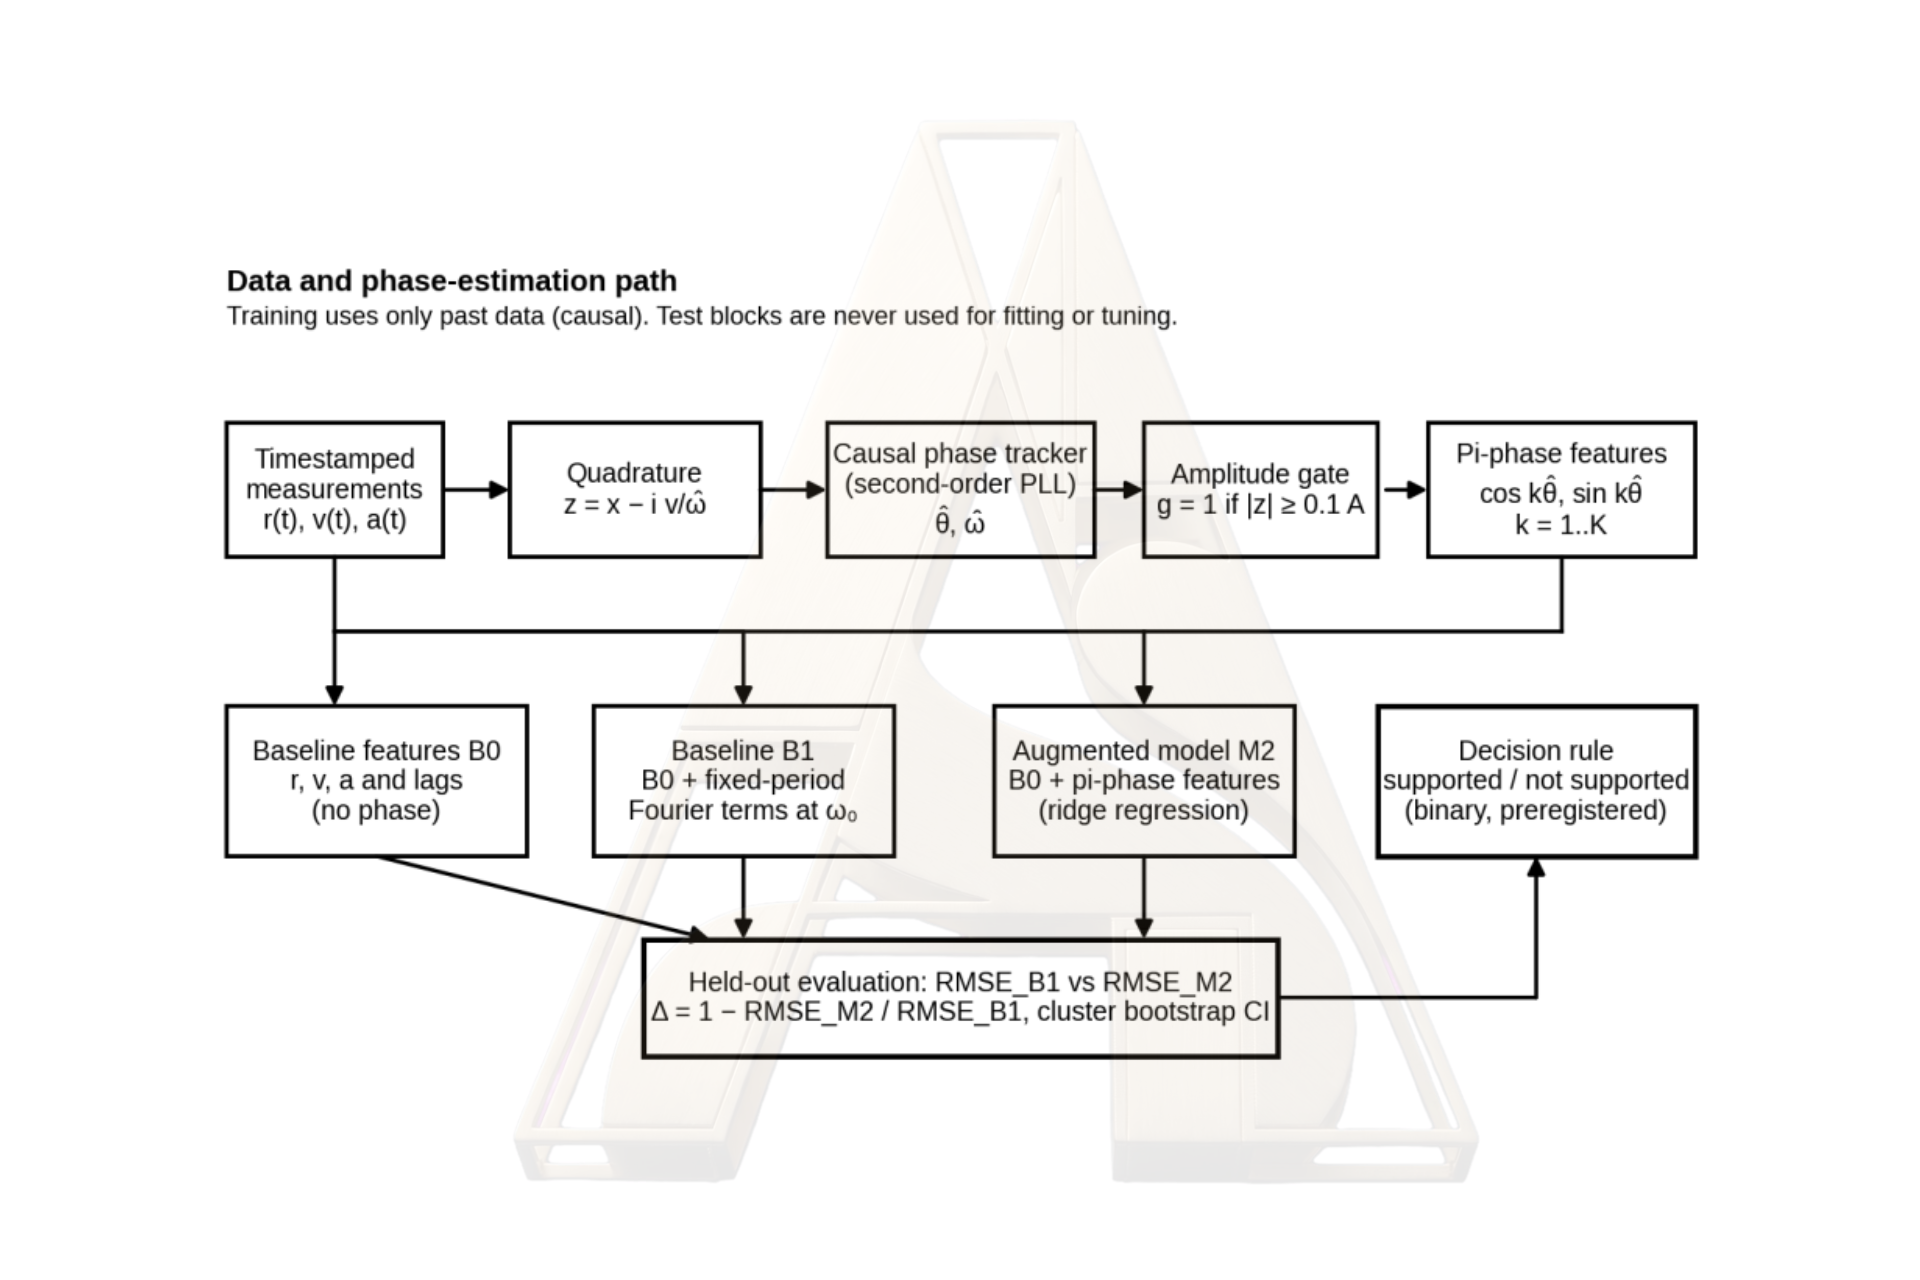 Data and phase-estimation path
Training uses only past data (causal). Test blocks are never used for fitting or tuning.
Timestamped
measurements
r(t), v(t), a(t)
Quadrature
z = x − i v/ω̂
Causal phase tracker
(second-order PLL)
θ̂, ω̂
Amplitude gate
g = 1 if |z| ≥ 0.1 A
Pi-phase features
cos kθ̂, sin kθ̂
k = 1..K
Baseline features B0
r, v, a and lags
(no phase)
Baseline B1
B0 + fixed-period
Fourier terms at ω₀
Augmented model M2
B0 + pi-phase features
(ridge regression)
Decision rule
supported / not supported
(binary, preregistered)
Held-out evaluation: RMSE_B1 vs RMSE_M2
Δ = 1 − RMSE_M2 / RMSE_B1, cluster bootstrap CI